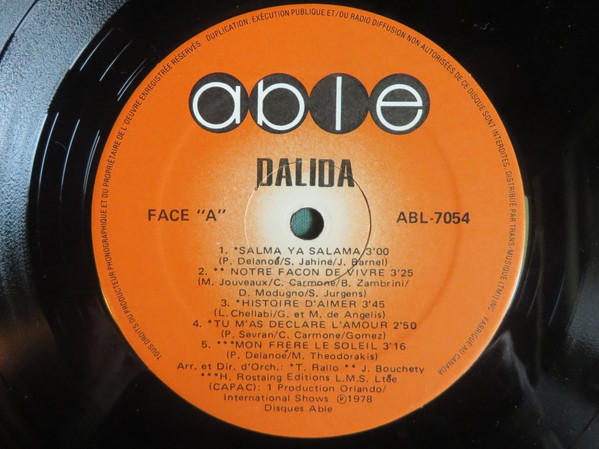 DUPLICATION, EXÉCUTION PUBLIQUE ET/OU RADIO DIFFUSION NON AUTORISÉES DE CE DISQUE SONT INTERDITES. DISTRIBUÉ PAR TRANS. MUSIQUE (TM) INC. FABRIQUÉ AU CANADA
TOUS DROITS DU PRODUCTEUR PHONOGRAPHIQUE ET DU PROPRIÉTAIRE DE L'OEUVRE ENREGISTRÉE RÉSERVÉS.
able
DALIDA
FACE "A"
ABL-7054
1. *SALMA YA SALAMA 3'00
(P. Delanoé/S. Jahine/J. Barnel)
2. ** NOTRE FACON DE VIVRE 3'25
(M. Jouveaux/C. Carmone/B. Zambrini/
D. Modugno/S. Jurgens)
3. *HISTOIRE D'AIMER 3'45
(L. Chellabi/G. et M. de Angelis)
4. *TU M'AS DECLARE L'AMOUR 2'50
(P. Sevran/C. Carmone/Gomez)
5. ***MON FRÈRE LE SOLEIL 3'16
(P. Delanoé/M. Theodorakis)
Arr. et Dir. d'Orch.: *T. Rallo ** J. Bouchety
***H. Rostaing Editions L.M.S. Ltée
(CAPAC): 1 Production Orlando/
International Shows ℗1978
Disques Able